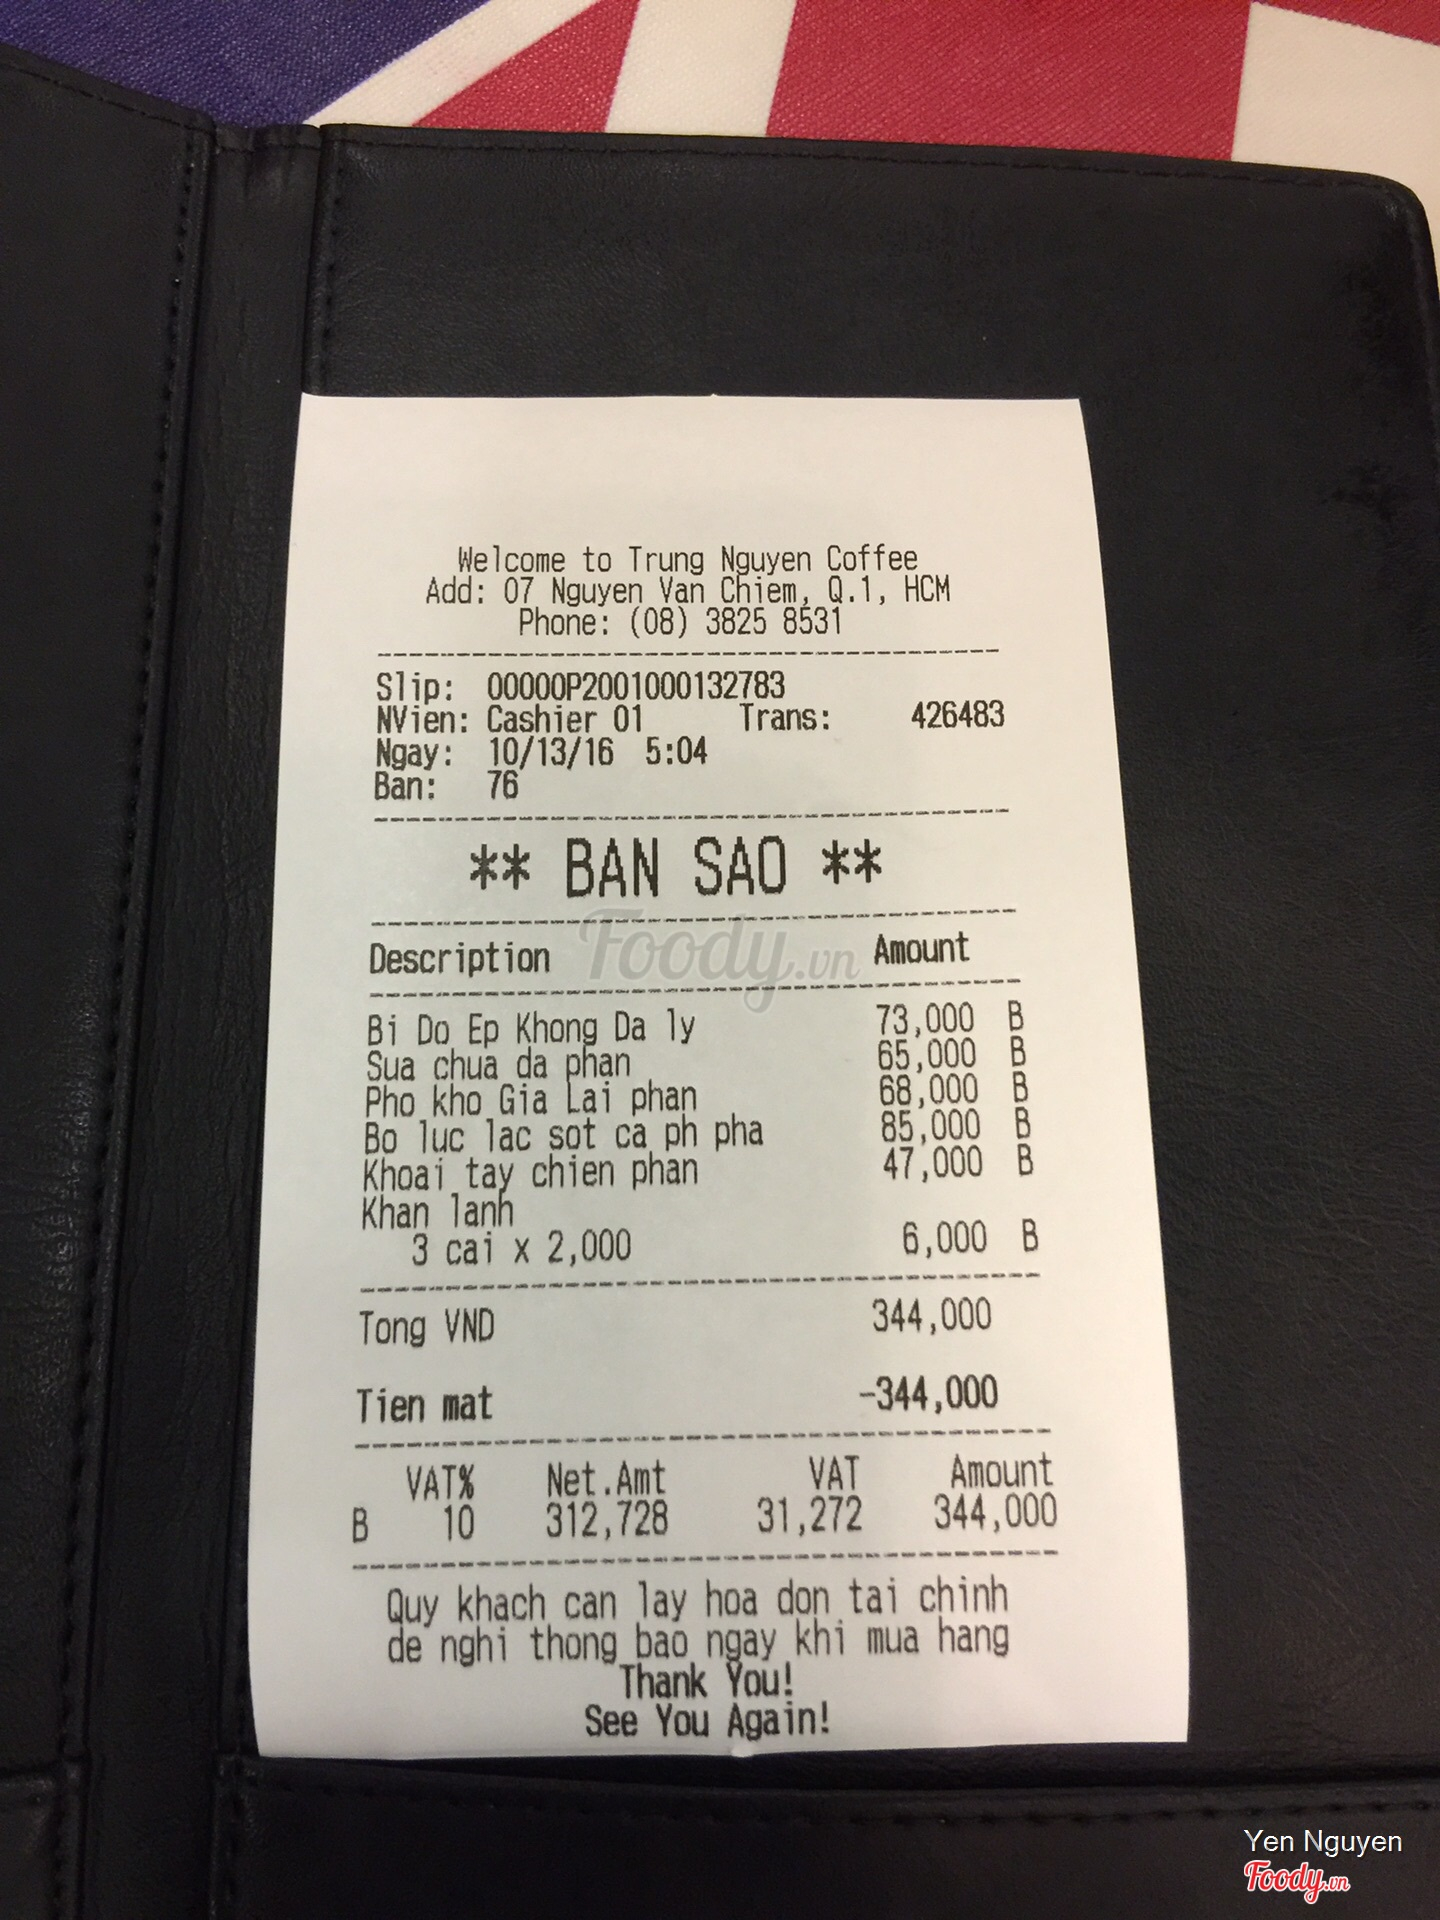 Welcome to Trung Nguyen Coffee
Add: 07 Nguyen Van Chiem, Q.1, HCM
Phone: (08) 3825 8531
Slip: 00000P2001000132783
NVien: Cashier 01 Trans: 426483
Ngay: 10/13/16 5:04
Ban: 76
** BAN SAO **
Foody.vn
Description Amount
Bi Do Ep Khong Da ly 73,000 B
Sua chua da phan 65,000 B
Pho kho Gia Lai phan 68,000 B
Bo luc lac sot ca ph pha 85,000 B
Khoai tay chien phan 47,000 B
Khan lanh
3 cai x 2,000 6,000 B
Tong VND 344,000
Tien mat -344,000
VAT% Net.Amt VAT Amount
B 10 312,728 31,272 344,000
Quy khach can lay hoa don tai chinh
de nghi thong bao ngay khi mua hang
Thank You!
See You Again!
Yen Nguyen
Foody.vn